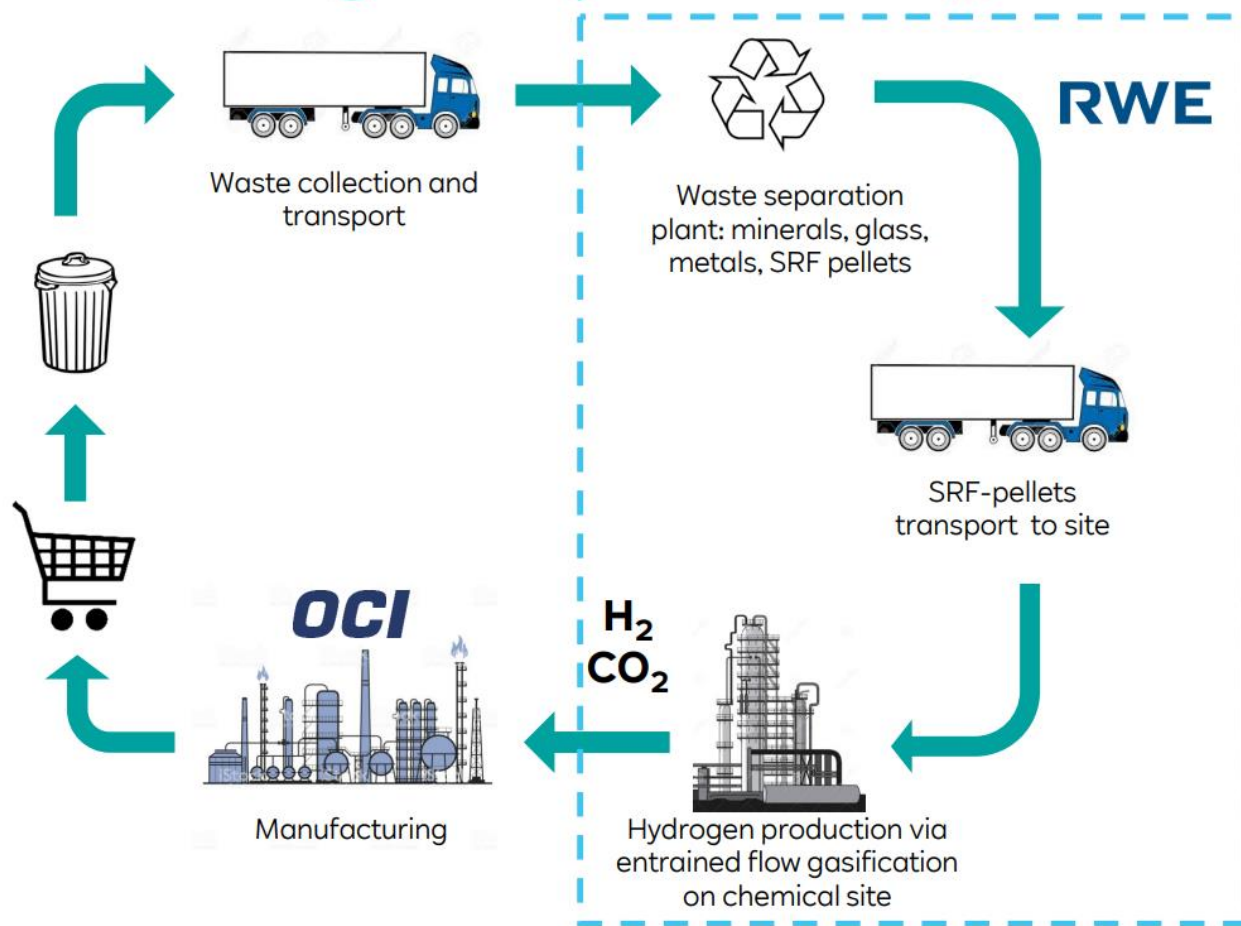 RWE
Waste collection and
transport
Waste separation
plant: minerals, glass,
metals, SRF pellets
SRF-pellets
transport to site
OCI
H₂
CO₂
Manufacturing
Hydrogen production via
entrained flow gasification
on chemical site